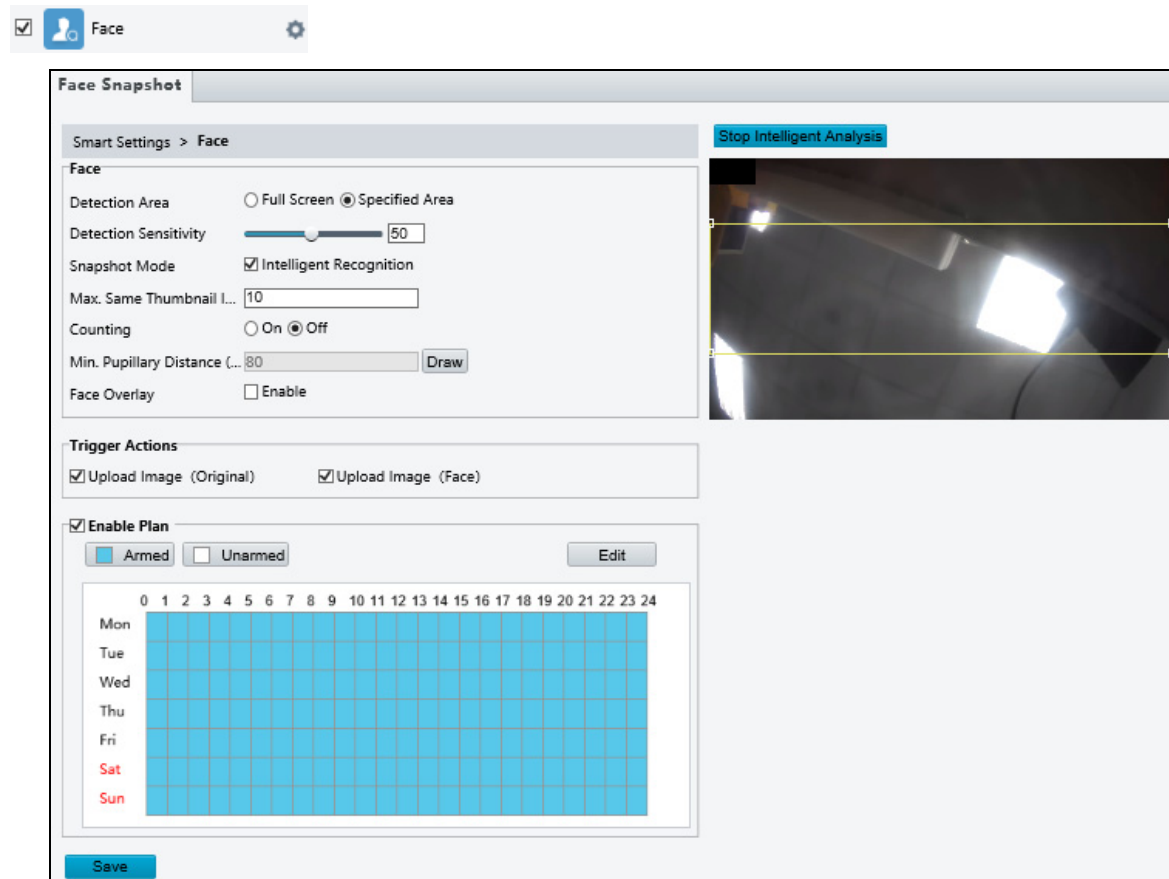 Face
Face Snapshot
Smart Settings > Face
Stop Intelligent Analysis
Face
Detection Area Full Screen Specified Area
Detection Sensitivity 50
Snapshot Mode Intelligent Recognition
Max. Same Thumbnail I... 10
Counting On Off
Min. Pupillary Distance (... 80 Draw
Face Overlay Enable
Trigger Actions
Upload Image (Original) Upload Image (Face)
Enable Plan
Armed Unarmed Edit
0 1 2 3 4 5 6 7 8 9 10 11 12 13 14 15 16 17 18 19 20 21 22 23 24
Mon
Tue
Wed
Thu
Fri
Sat
Sun
Save